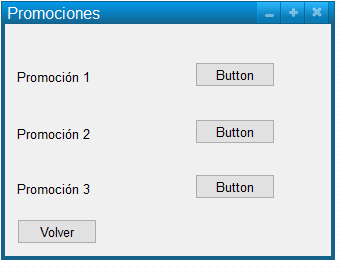 Promociones
Promoción 1 Button
Promoción 2 Button
Promoción 3 Button
Volver